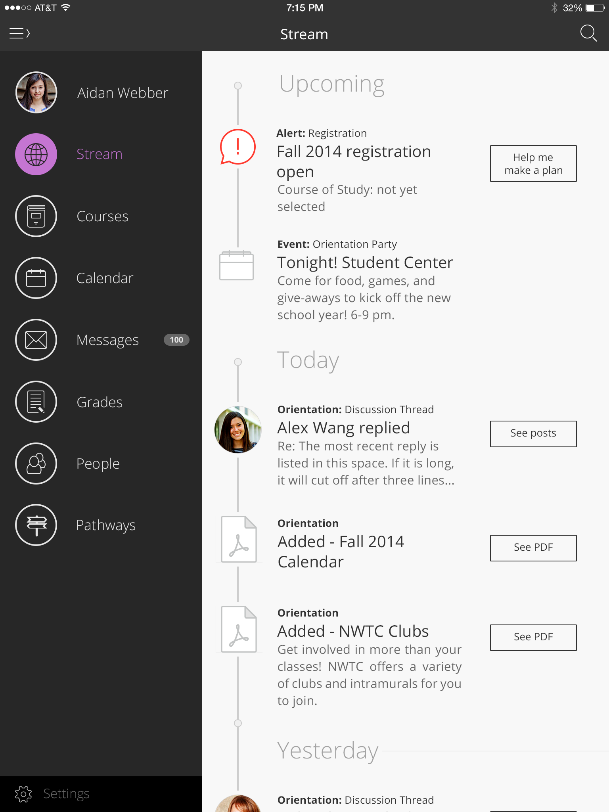 AT&T 7:15 PM 32%
Stream
Aidan Webber
Stream
Courses
Calendar
Messages 100
Grades
People
Pathways
Settings
Upcoming
Alert: Registration
Fall 2014 registration
open
Course of Study: not yet
selected
Help me
make a plan
Event: Orientation Party
Tonight! Student Center
Come for food, games, and
give-aways to kick off the new
school year! 6-9 pm.
Today
Orientation: Discussion Thread
Alex Wang replied
Re: The most recent reply is
listed in this space. If it is long,
it will cut off after three lines...
See posts
Orientation
Added - Fall 2014
Calendar
See PDF
Orientation
Added - NWTC Clubs
Get involved in more than your
classes! NWTC offers a variety
of clubs and intramurals for you
to join.
See PDF
Yesterday
Orientation: Discussion Thread